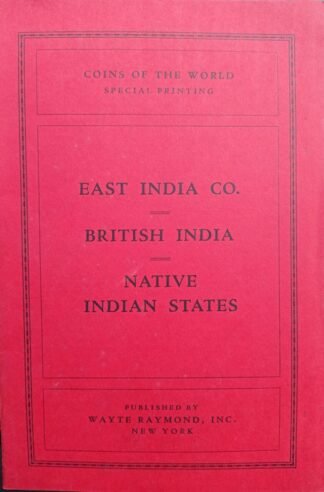 COINS OF THE WORLD
SPECIAL PRINTING
EAST INDIA CO.
BRITISH INDIA
NATIVE
INDIAN STATES
PUBLISHED BY
WAYTE RAYMOND, INC.
NEW YORK